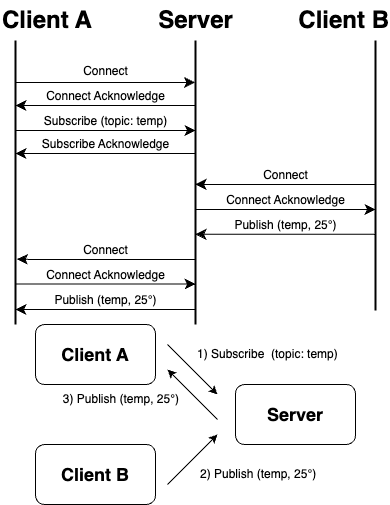 Client A Server Client B
Connect
Connect Acknowledge
Subscribe (topic: temp)
Subscribe Acknowledge
Connect
Connect Acknowledge
Publish (temp, 25°)
Connect
Connect Acknowledge
Publish (temp, 25°)
Client A
1) Subscribe (topic: temp)
3) Publish (temp, 25°)
Server
Client B
2) Publish (temp, 25°)